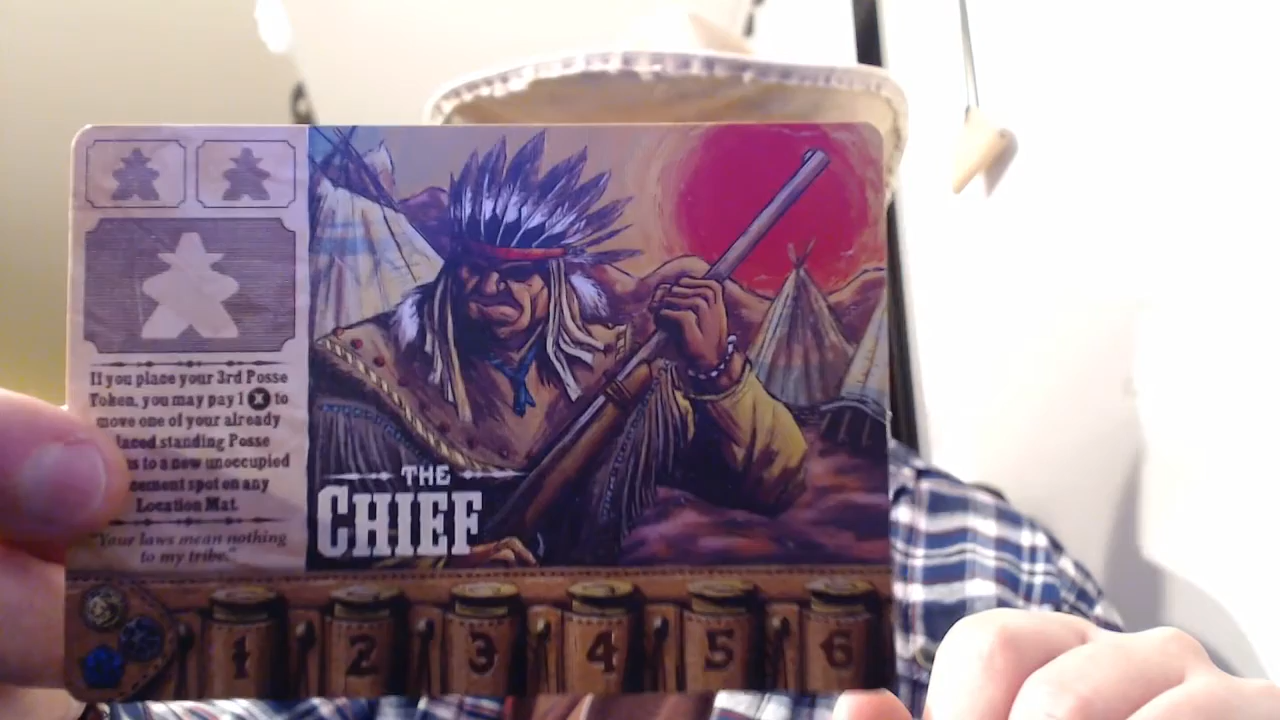 If you place your 3rd Posse
Token, you may pay 1 to
move one of your already
laced standing Posse
s to a new unoccupied
cement spot on any
Location Mat.
"Your laws mean nothing
to my tribe."
THE
CHIEF
1 2 3 4 5 6